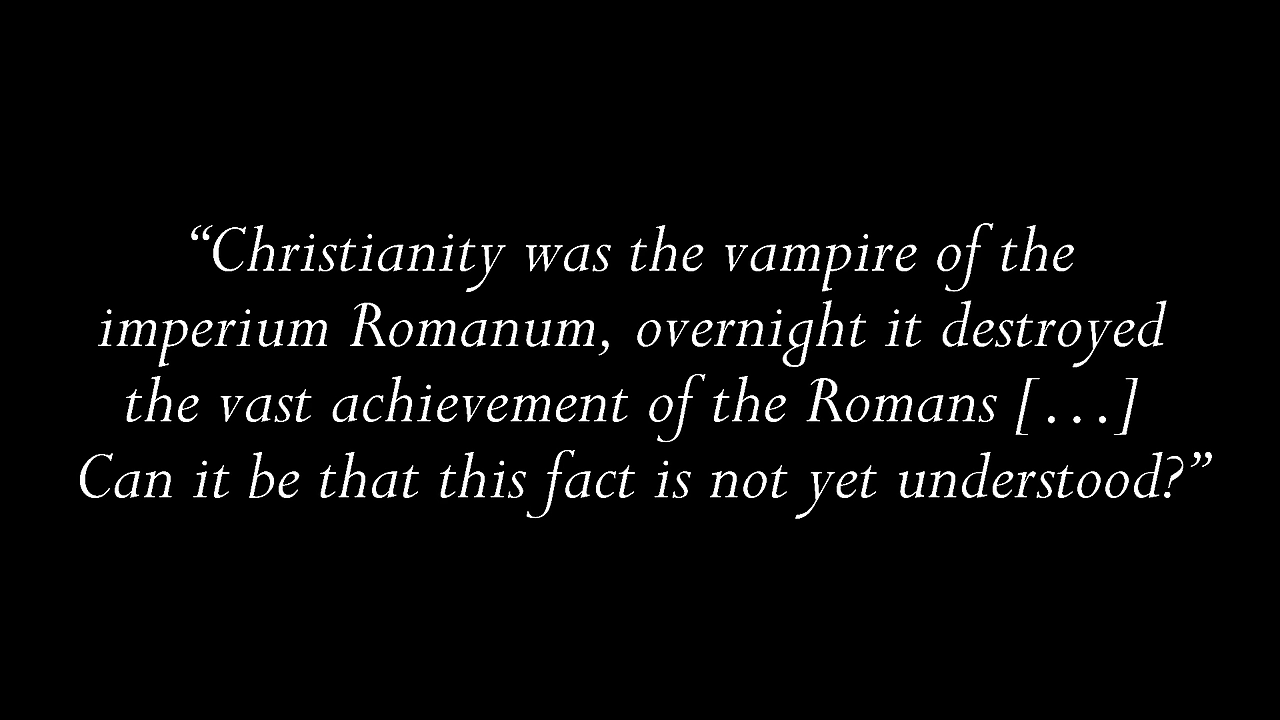 “Christianity was the vampire of the
imperium Romanum, overnight it destroyed
the vast achievement of the Romans [...]
Can it be that this fact is not yet understood?”